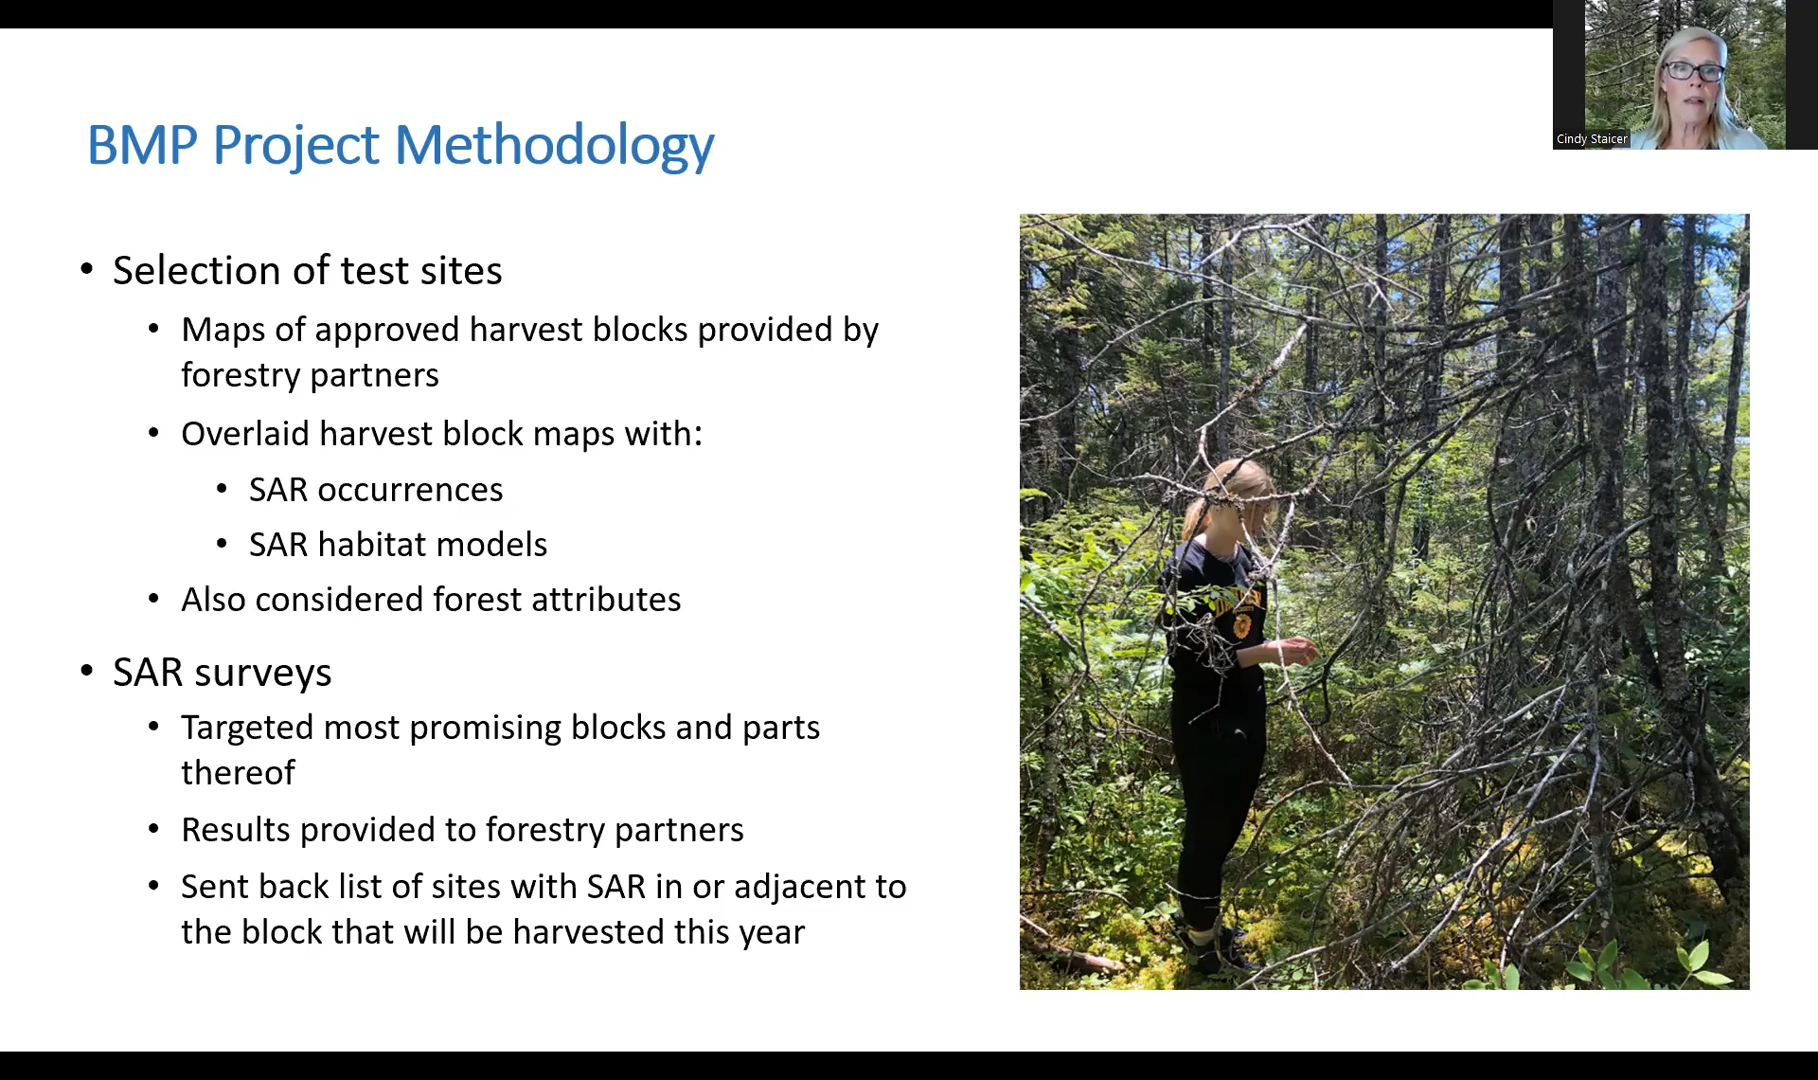 Cindy Staicer
BMP Project Methodology
• Selection of test sites
• Maps of approved harvest blocks provided by
forestry partners
• Overlaid harvest block maps with:
• SAR occurrences
• SAR habitat models
• Also considered forest attributes
• SAR surveys
• Targeted most promising blocks and parts
thereof
• Results provided to forestry partners
• Sent back list of sites with SAR in or adjacent to
the block that will be harvested this year